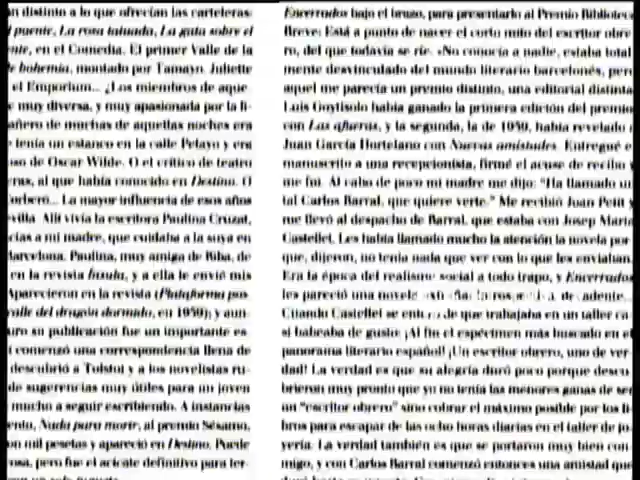 n distinto a lo que ofrecían las carteleras:
l puente, La rosa tatuada, La gata sobre el
ente, en el Comedia. El primer Valle de la
le bohemia, montado por Tamayo. Juliette
el Emporium... ¿Los miembros de aque-
e muy diversa, y muy apasionada por la li-
añero de muchas de aquellas noches era
tenía un estanco en la calle Pelayo y era
oso de Oscar Wilde. O el crítico de teatro
eras, al que había conocido en Destino. O
La mayor influencia de esos años
villa. Allí vivía la escritora Paulina Cruzat,
cias a mi madre, que cuidaba a la suya en
Barcelona. Paulina, muy amiga de Riba, de
en la revista Ínsula, y a ella le envié mis
Aparecieron en la revista (Plataforma pos-
calle del dragón dormido, en 1959); y aun-
uro su publicación fue un importante es-
comenzó una correspondencia llena de
descubrió a Tolstoi y a los novelistas ru-
de sugerencias muy útiles para un joven
mucho a seguir escribiendo. A instancias
ento, Nada para morir, al premio Sésamo,
on mil pesetas y apareció en Destino. Puede
osa, pero fue el acicate definitivo para ter-
Encerrados bajo el brazo, para presentarlo al Premio Biblioteca
Breve: Está a punto de nacer el corto mito del escritor obre-
ro, del que todavía se ríe. «No conocía a nadie, estaba total-
mente desvinculado del mundo literario barcelonés, pero
aquel me parecía un premio distinto, una editorial distinta.
Luis Goytisolo había ganado la primera edición del premio
con Las afueras, y la segunda, la de 1959, había revelado a
Juan García Hortelano con Nuevas amistades. Entregué el
manuscrito a una recepcionista, firmé el acuse de recibo y
me fui. Al cabo de poco mi madre me dijo: “Ha llamado un
tal Carlos Barral, que quiere verte.” Me recibió Joan Petit y
me llevó al despacho de Barral, que estaba con Josep Maria
Castellet. Les había llamado mucho la atención la novela por-
que, dijeron, no tenía nada que ver con lo que les enviaban.
Era la época del realismo social a todo trapo, y Encerrados
les pareció una novela
Cuando Castellet se de que trabajaba en un taller ca-
si babeaba de gusto: ¡Al fin el espécimen más buscado en el
panorama literario español! ¡Un escritor obrero, uno de ver-
dad! La verdad es que su alegría duró poco porque descu-
brieron muy pronto que yo no tenía las menores ganas de ser
un “escritor obrero” sino cobrar el máximo posible por los li-
bros para escapar de las ocho horas diarias en el taller de jo-
yería. La verdad también es que se portaron muy bien con-
migo, y con Carlos Barral comenzó entonces una amistad que